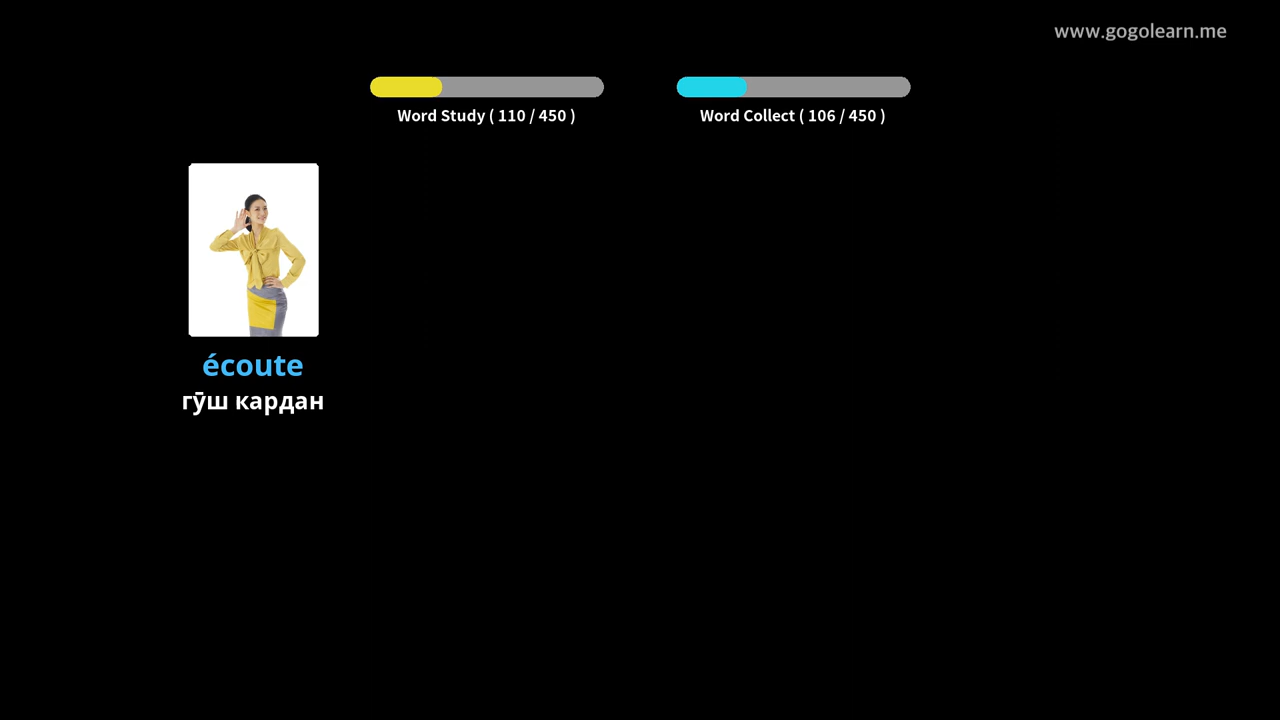 www.gogolearn.me
Word Study ( 110 / 450 )
Word Collect ( 106 / 450 )
écoute
гӯш кардан